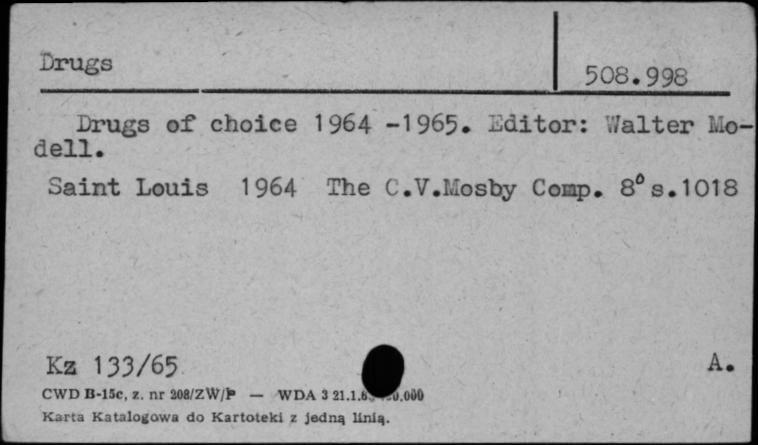 Drugs
508.998
Drugs of choice 1964 -1965. Editor: Walter Mo-
dell.
Saint Louis 1964 The C.V.Mosby Comp. 8° s.1018
Kz 133/65
A.
CWD B-15c, z. nr 208/ZW/P — WDA 3 21.1.6
Karta Katalogowa do Kartoteki z jedną linią.